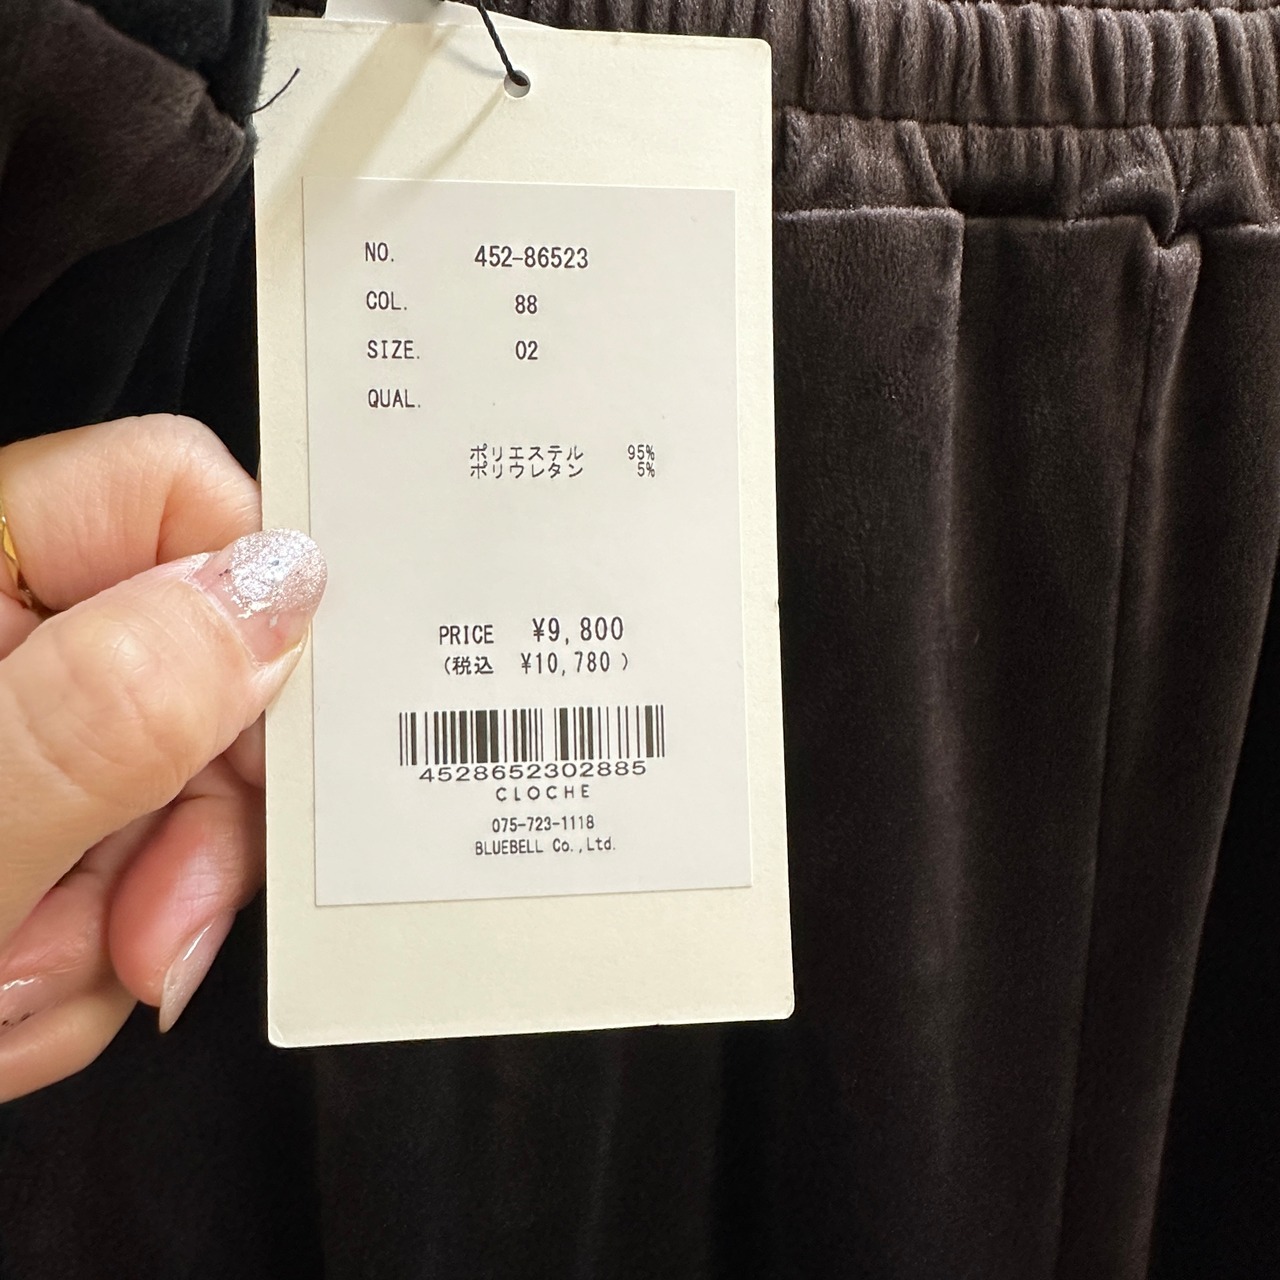 NO. 452-86523
COL. 88
SIZE. 02
QUAL.
ポリエステル 95%
ポリウレタン 5%
PRICE ¥9,800
(税込 ¥10,780)
4528652302885
CLOCHE
075-723-1118
BLUEBELL Co.,Ltd.